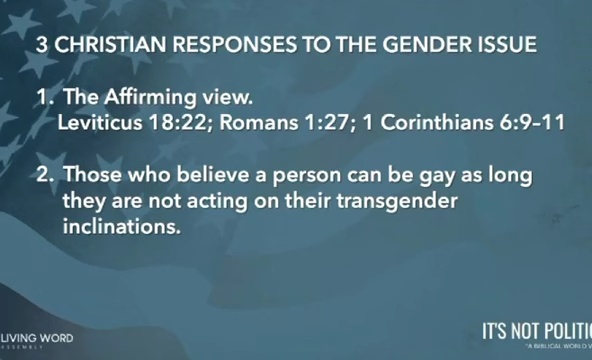 3 CHRISTIAN RESPONSES TO THE GENDER ISSUE
1. The Affirming view.
Leviticus 18:22; Romans 1:27; 1 Corinthians 6:9–11
2. Those who believe a person can be gay as long
they are not acting on their transgender
inclinations.
LIVING WORD
ASSEMBLY
IT'S NOT POLITIC
"A BIBLICAL WORLD V